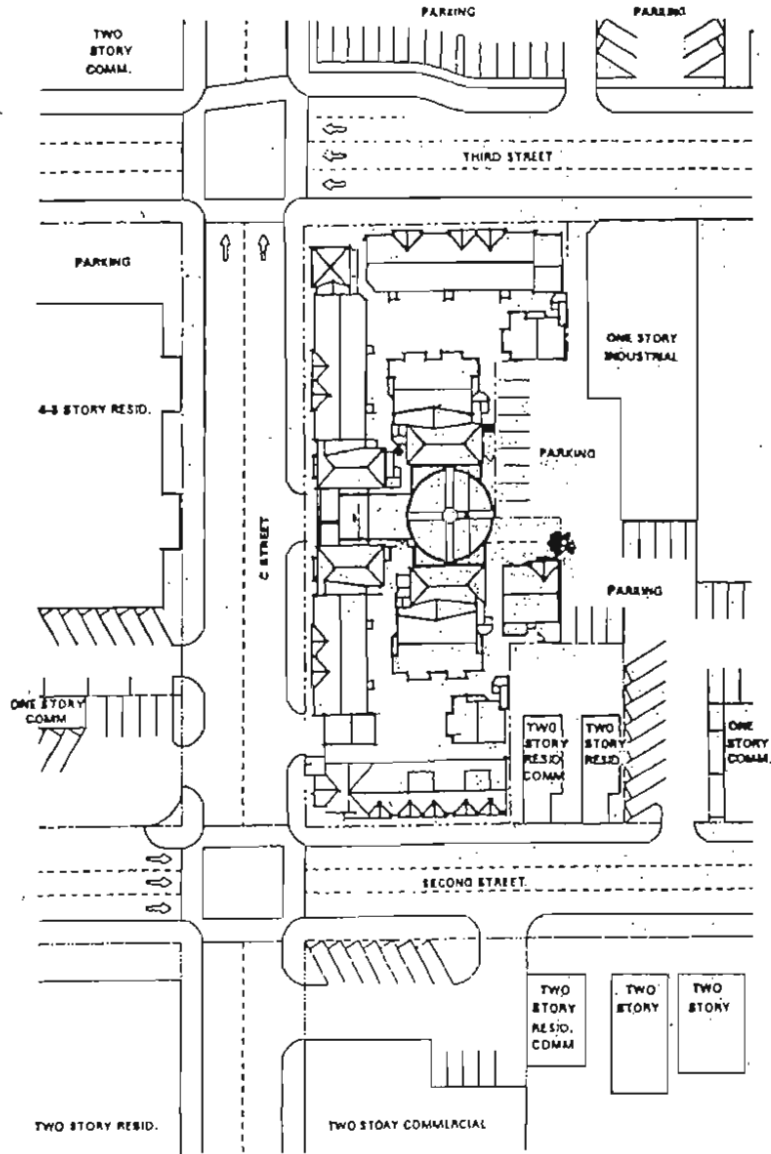 PARKING
PARKING
TWO
STORY
COMM.
THIRD STREET
PARKING
ONE STORY
INDUSTRIAL
4-3 STORY RESID.
PARKING
C STREET
PARKING
ONE STORY
COMM
TWO
STORY
RESID
COMM
TWO
STORY
RESID.
ONE
STORY
COMM.
SECOND STREET
TWO
STORY
RESID.
COMM
TWO
STORY
TWO
STORY
TWO STORY RESID.
TWO STOAY COMMERCIAL